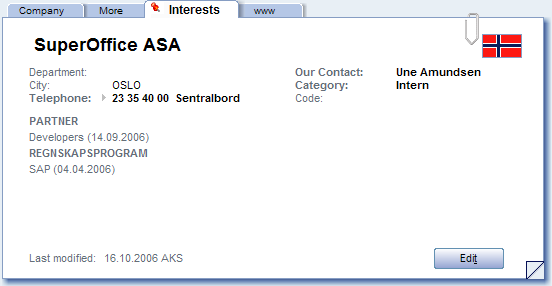 Company More Interests www
SuperOffice ASA
Department:
City: OSLO
Telephone: 23 35 40 00 Sentralbord
Our Contact: Une Amundsen
Category: Intern
Code:
PARTNER
Developers (14.09.2006)
REGNSKAPSPROGRAM
SAP (04.04.2006)
Last modified: 16.10.2006 AKS
Edit